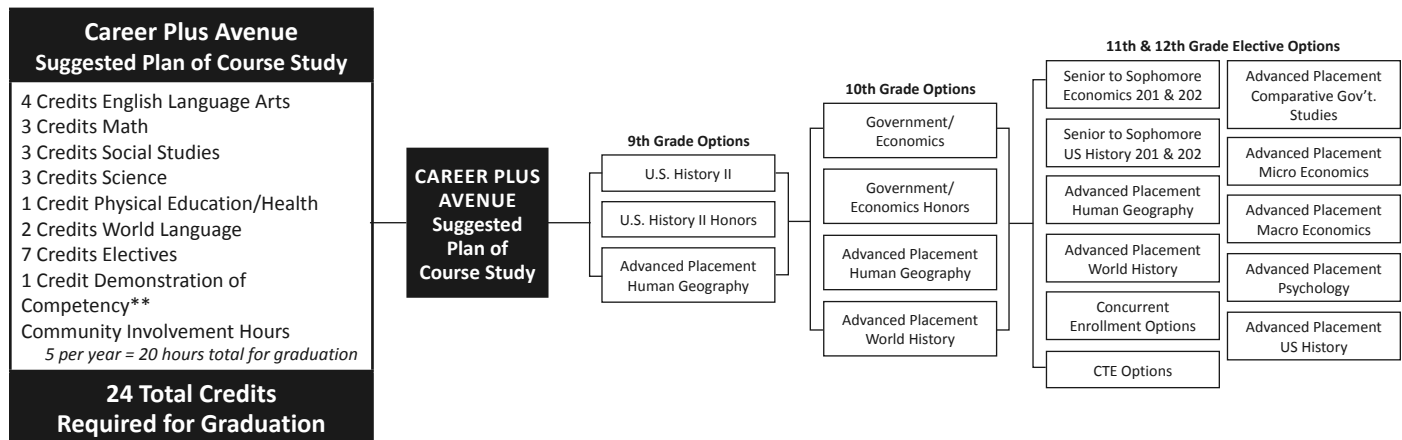 Career Plus Avenue
Suggested Plan of Course Study
4 Credits English Language Arts
3 Credits Math
3 Credits Social Studies
3 Credits Science
1 Credit Physical Education/Health
2 Credits World Language
7 Credits Electives
1 Credit Demonstration of
Competency**
Community Involvement Hours
5 per year = 20 hours total for graduation
24 Total Credits
Required for Graduation
CAREER PLUS
AVENUE
Suggested
Plan of
Course Study
9th Grade Options
U.S. History II
U.S. History II Honors
Advanced Placement
Human Geography
10th Grade Options
Government/
Economics
Government/
Economics Honors
Advanced Placement
Human Geography
Advanced Placement
World History
11th & 12th Grade Elective Options
Senior to Sophomore
Economics 201 & 202
Senior to Sophomore
US History 201 & 202
Advanced Placement
Human Geography
Advanced Placement
World History
Concurrent
Enrollment Options
CTE Options
Advanced Placement
Comparative Gov't.
Studies
Advanced Placement
Micro Economics
Advanced Placement
Macro Economics
Advanced Placement
Psychology
Advanced Placement
US History